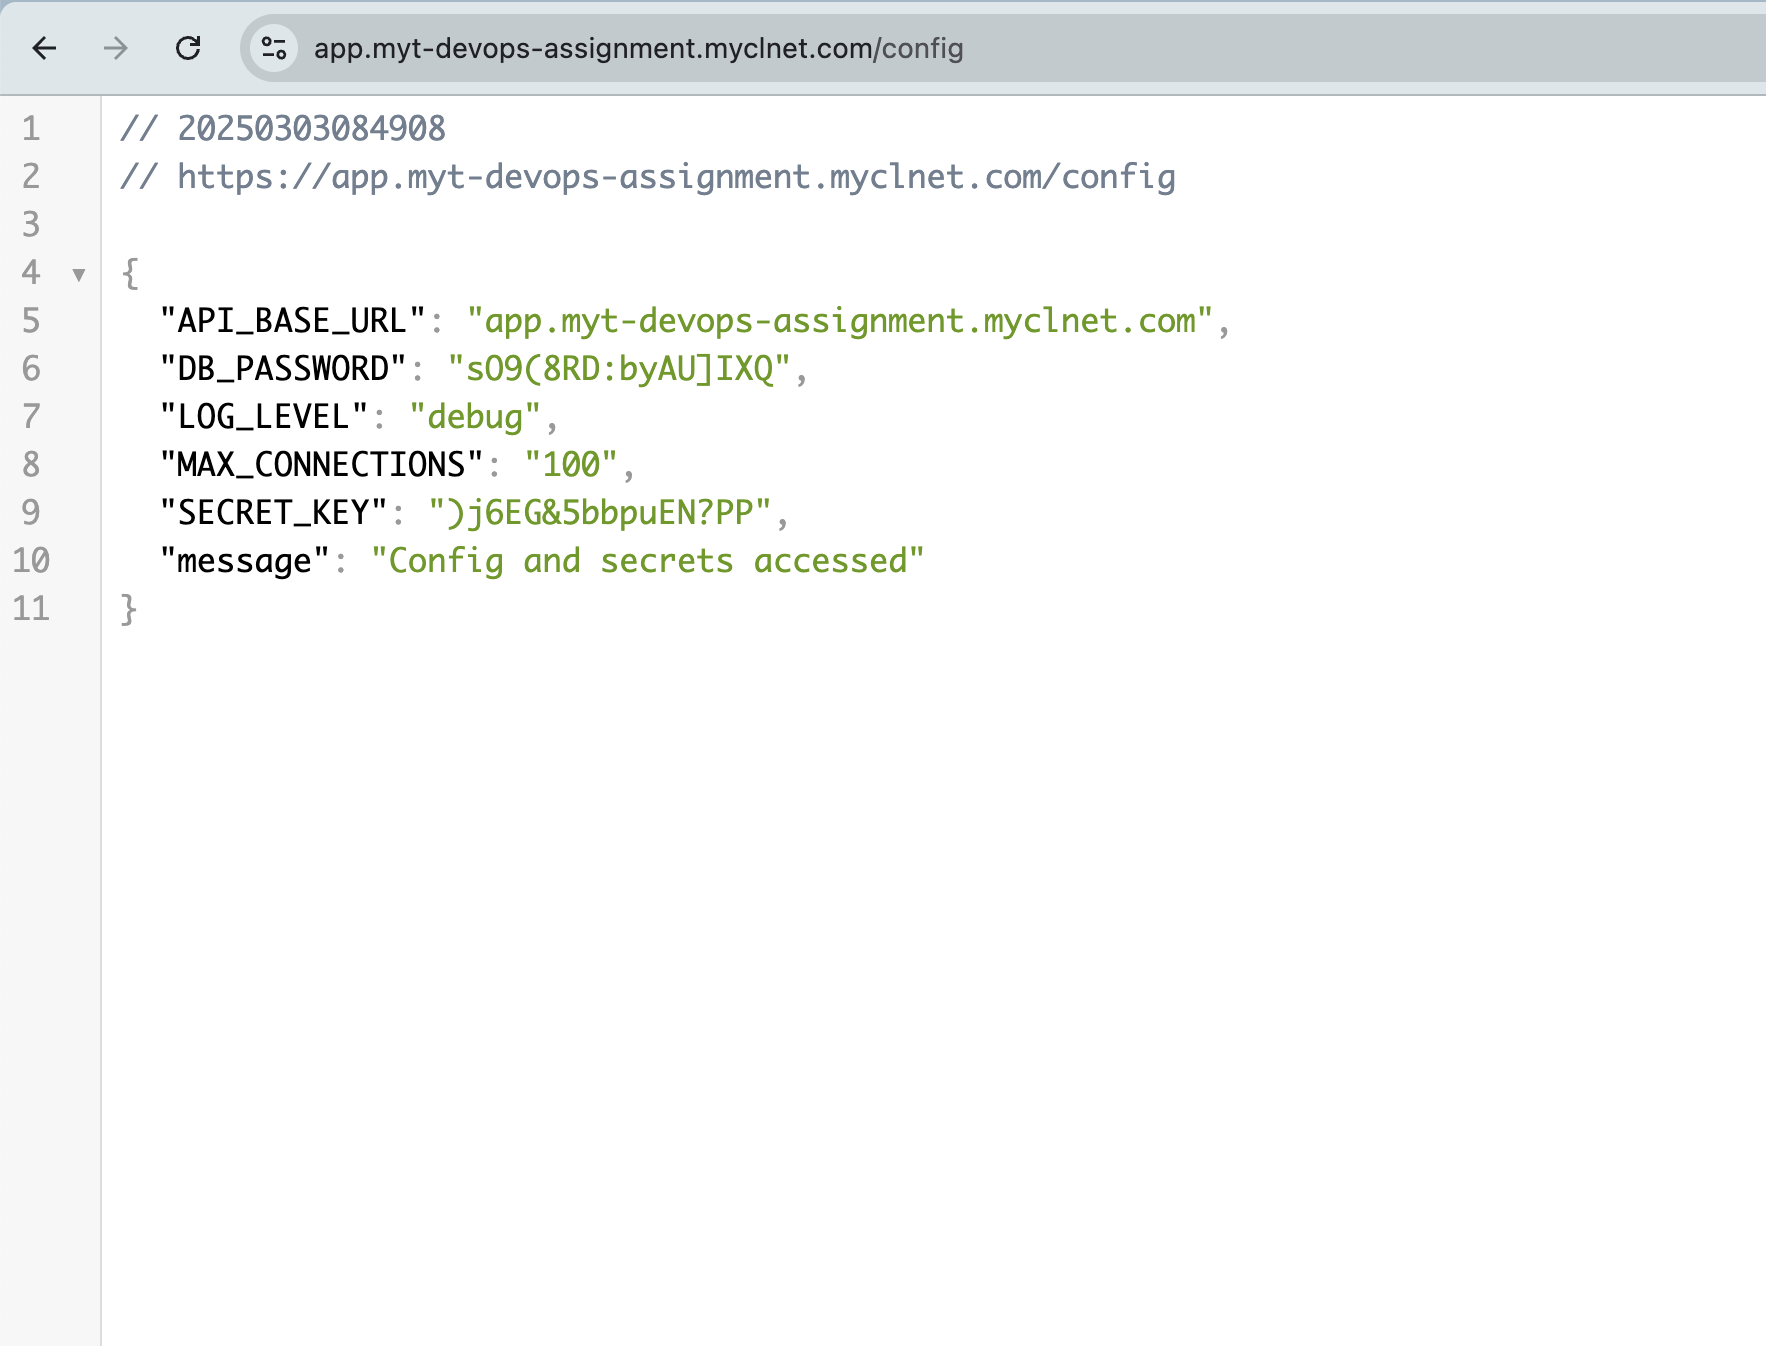 app.myt-devops-assignment.myclnet.com/config
1 // 20250303084908
2 // https://app.myt-devops-assignment.myclnet.com/config
3
4 {
5 "API_BASE_URL": "app.myt-devops-assignment.myclnet.com",
6 "DB_PASSWORD": "sO9(8RD:byAU]IXQ",
7 "LOG_LEVEL": "debug",
8 "MAX_CONNECTIONS": "100",
9 "SECRET_KEY": ")j6EG&5bbpuEN?PP",
10 "message": "Config and secrets accessed"
11 }